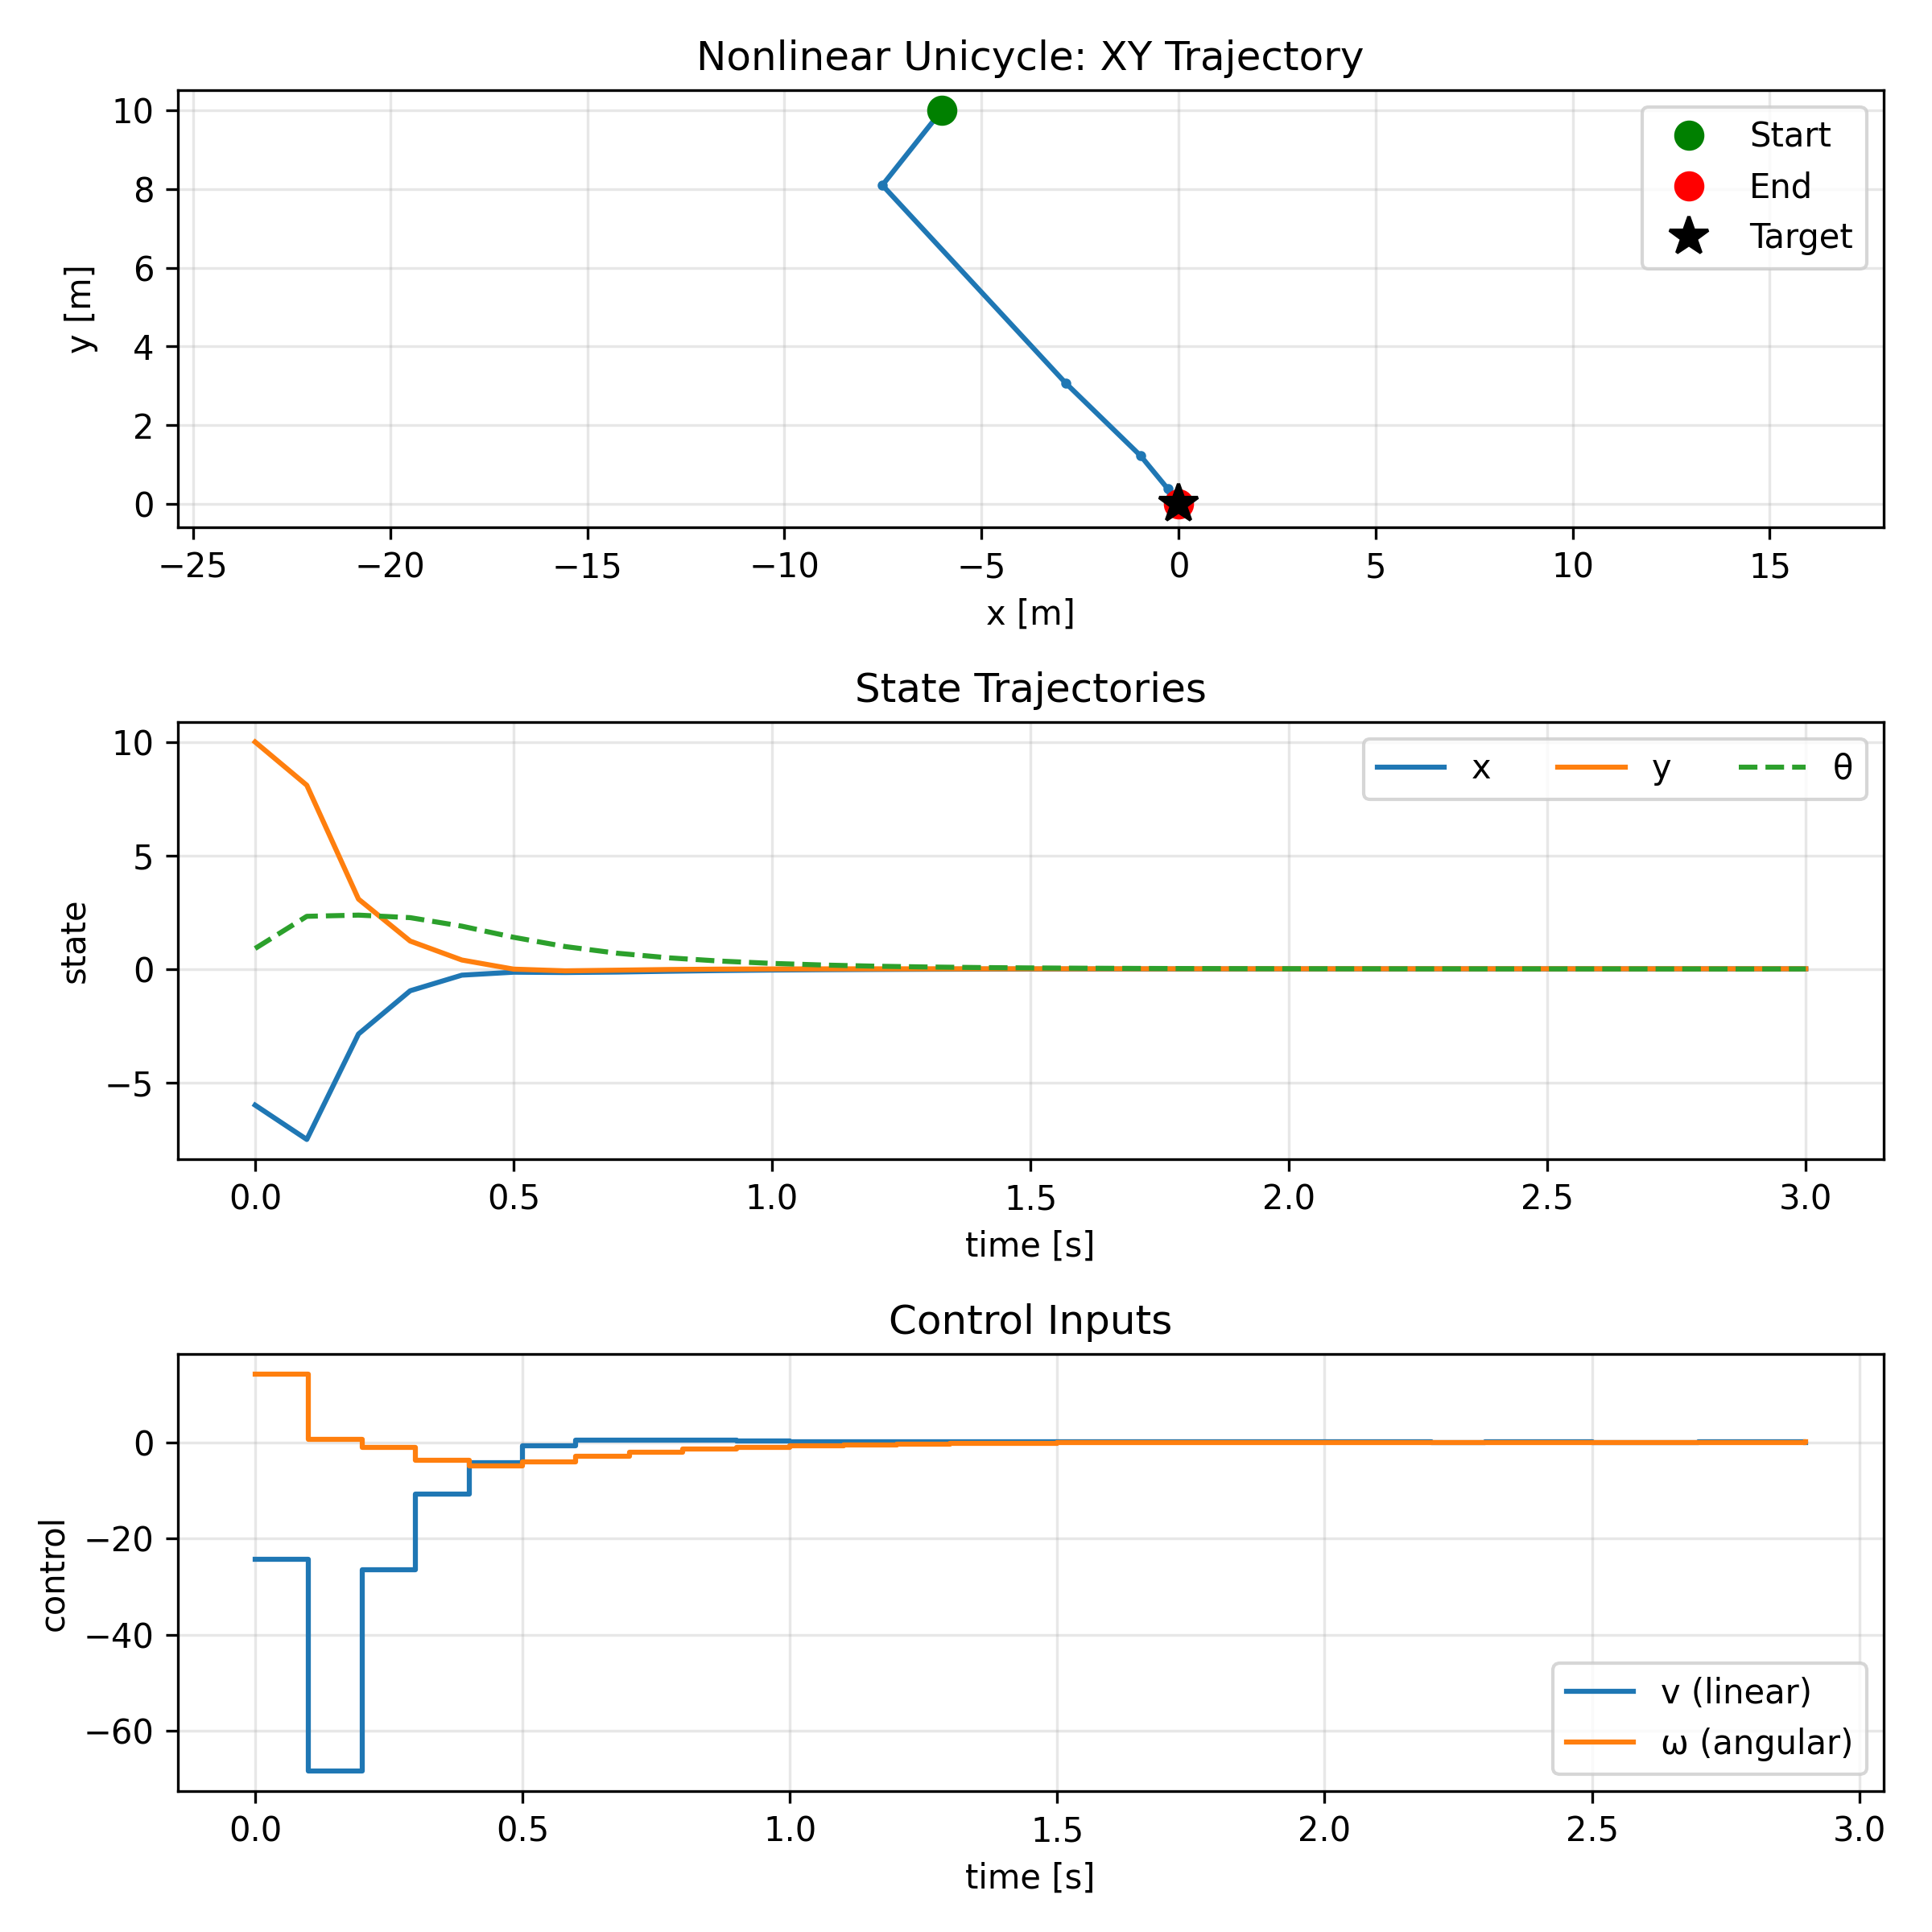 Nonlinear Unicycle: XY Trajectory
10
8
6
4
2
0
y [m]
Start
End
Target
−25 −20 −15 −10 −5 0 5 10 15
x [m]
State Trajectories
10
5
0
−5
state
x y θ
0.0 0.5 1.0 1.5 2.0 2.5 3.0
time [s]
Control Inputs
0
−20
−40
−60
control
v (linear)
ω (angular)
0.0 0.5 1.0 1.5 2.0 2.5 3.0
time [s]